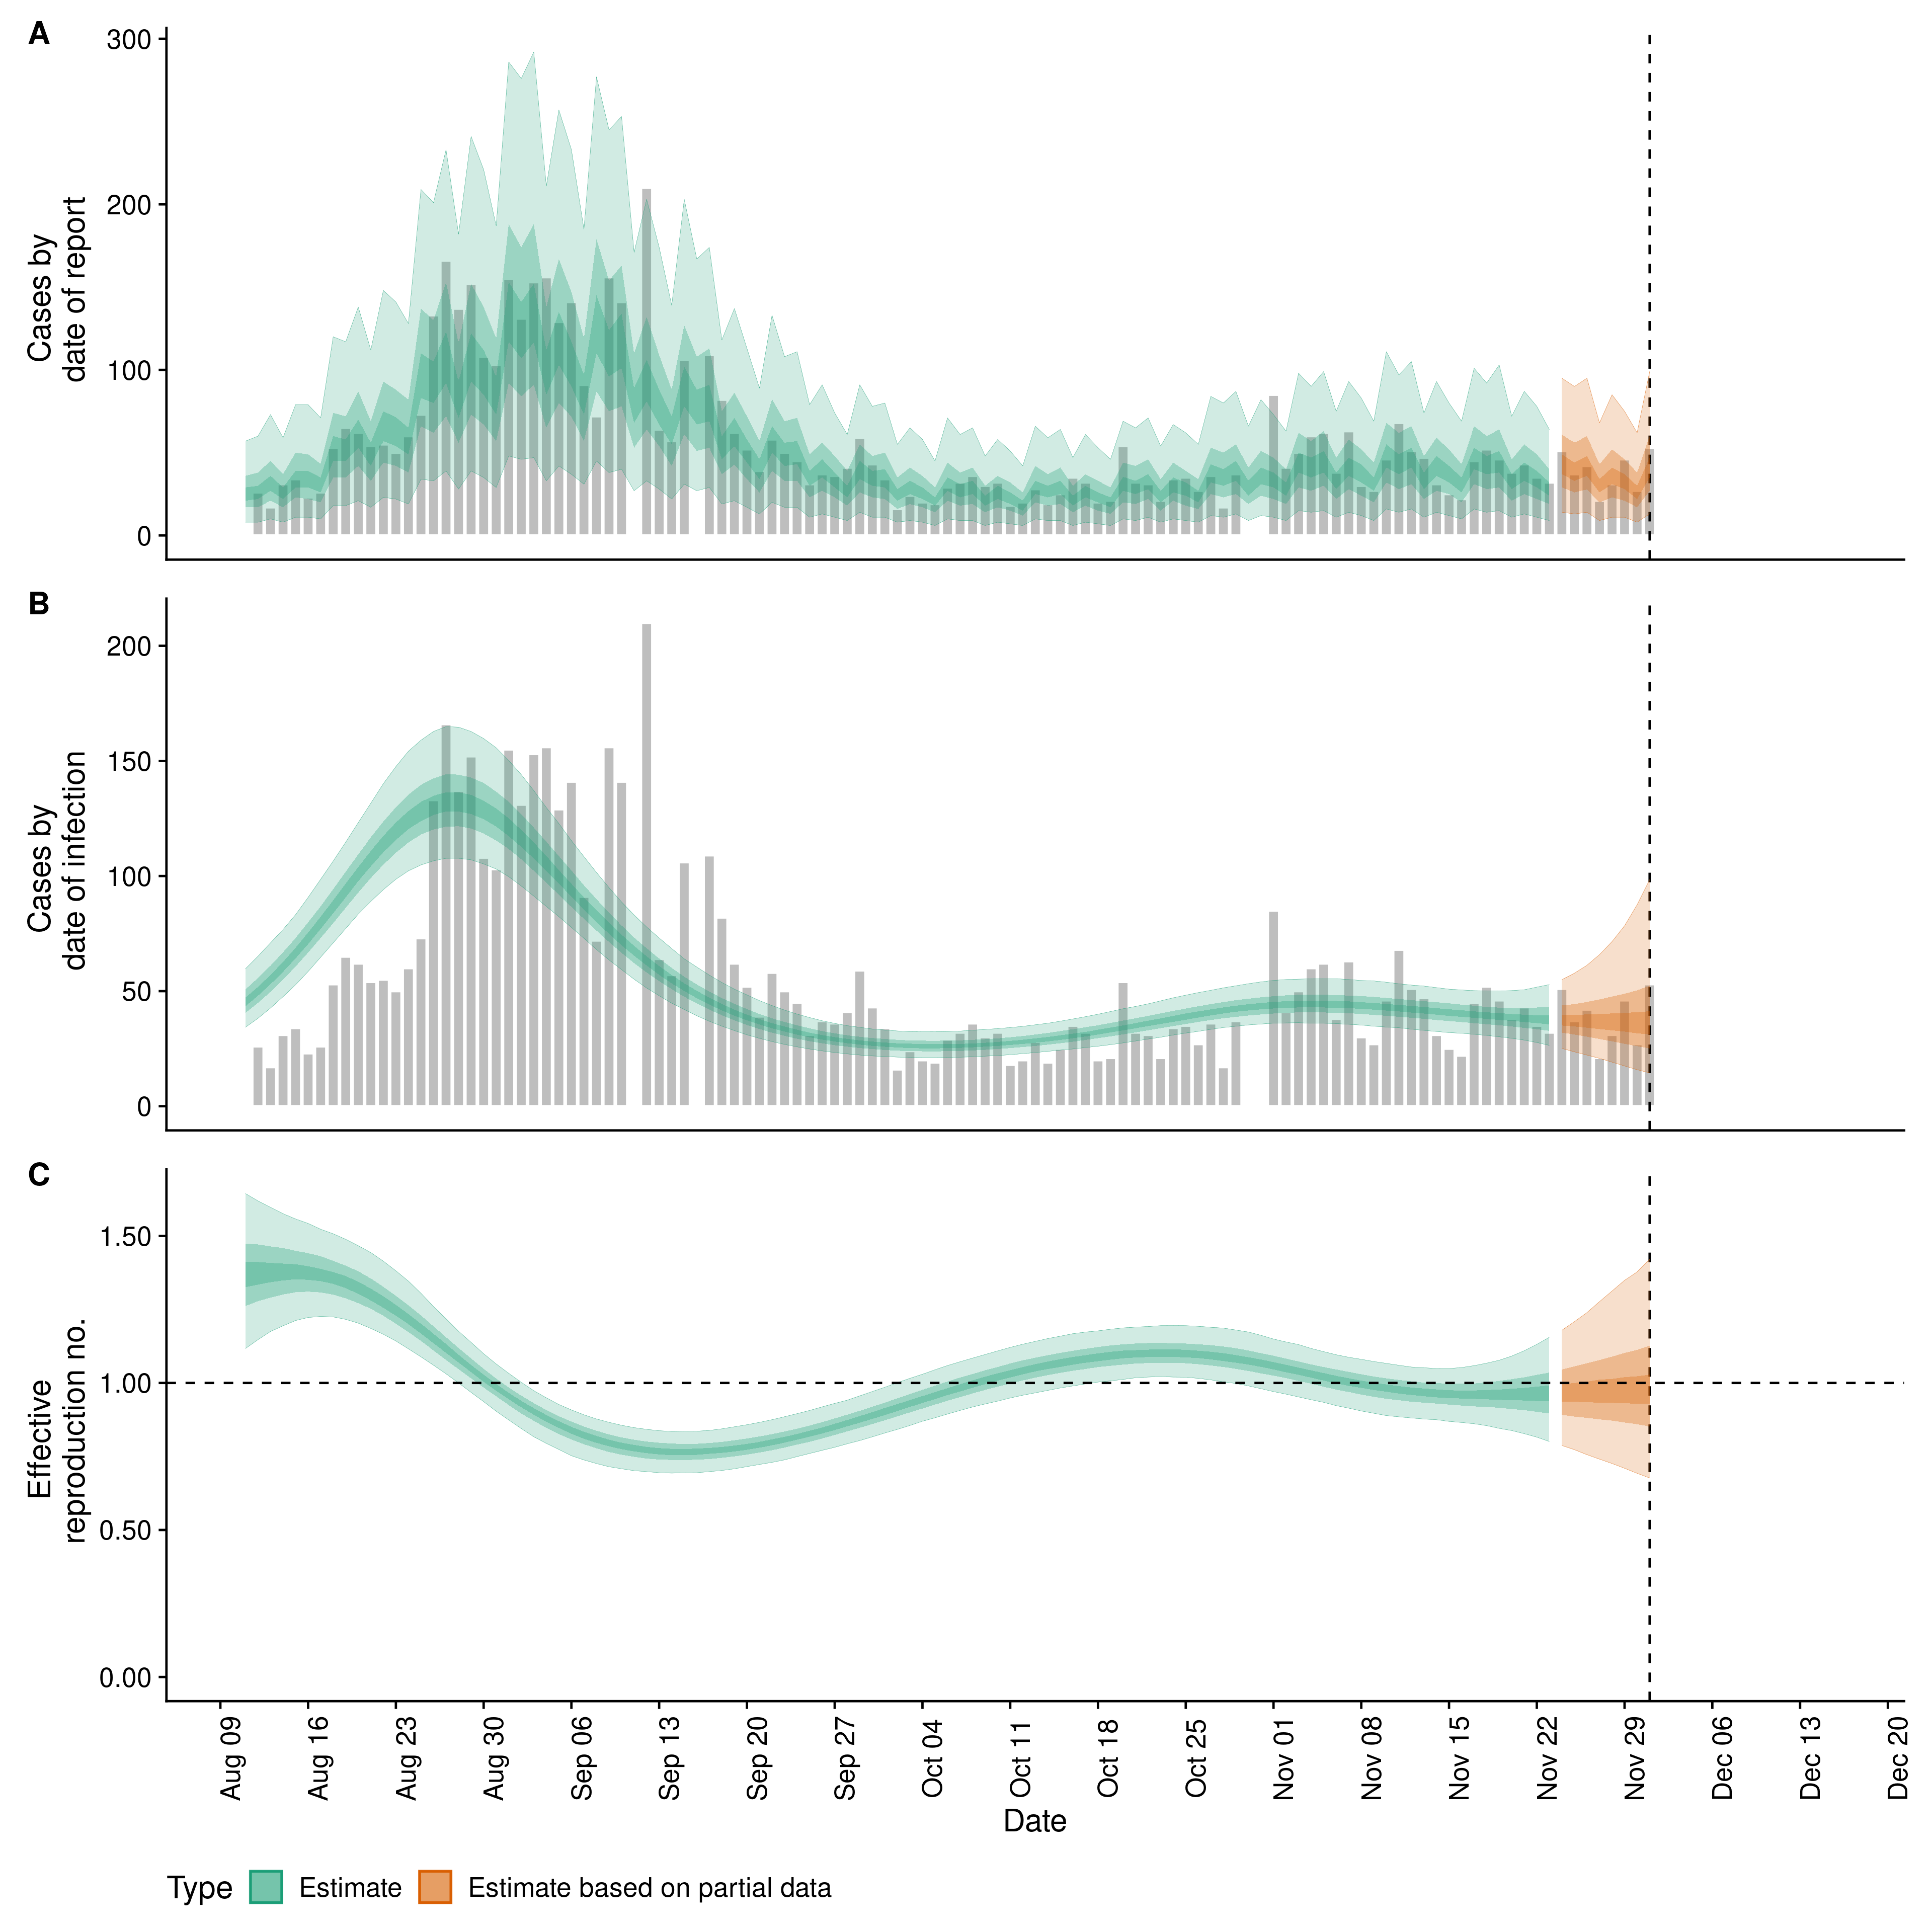 A
300
200
100
0
Cases by
date of report
B
200
150
100
50
0
Cases by
date of infection
C
1.50
1.00
0.50
0.00
Effective
reproduction no.
Aug 09
Aug 16
Aug 23
Aug 30
Sep 06
Sep 13
Sep 20
Sep 27
Oct 04
Oct 11
Oct 18
Oct 25
Nov 01
Nov 08
Nov 15
Nov 22
Nov 29
Dec 06
Dec 13
Dec 20
Date
Type Estimate Estimate based on partial data